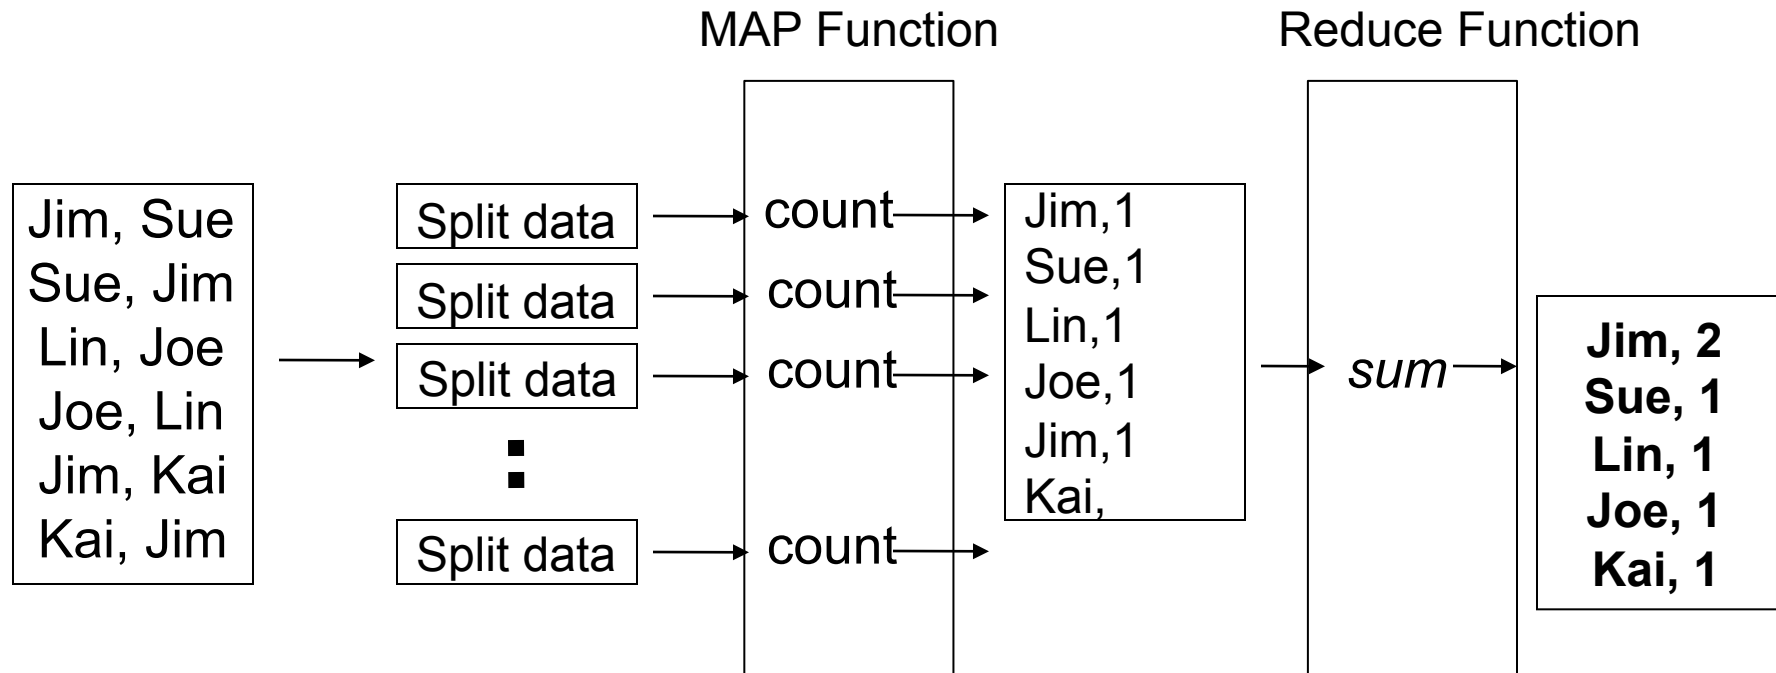 MAP Function
Reduce Function
Jim, Sue
Sue, Jim
Lin, Joe
Joe, Lin
Jim, Kai
Kai, Jim
Split data
Split data
Split data
:
Split data
count
count
count
count
Jim,1
Sue,1
Lin,1
Joe,1
Jim,1
Kai,
sum
Jim, 2
Sue, 1
Lin, 1
Joe, 1
Kai, 1